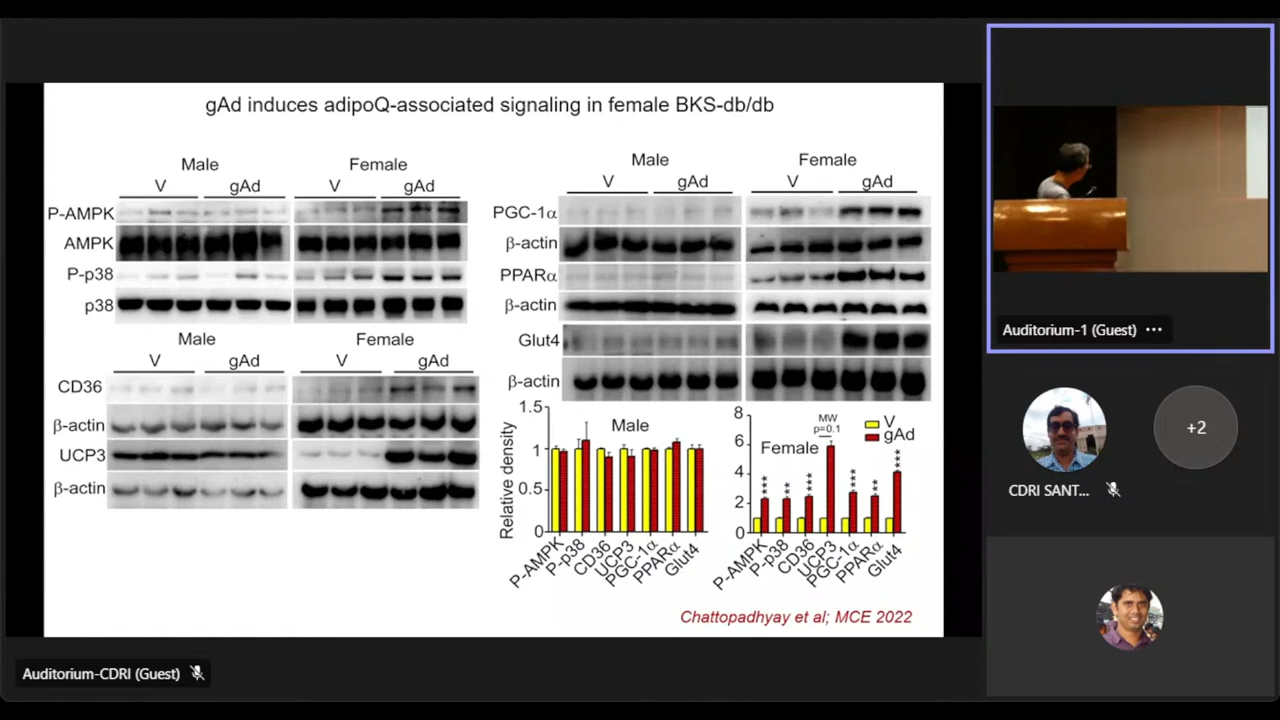 gAd induces adipoQ-associated signaling in female BKS-db/db
Male Female
V gAd V gAd
P-AMPK
AMPK
P-p38
p38
Male Female
V gAd V gAd
CD36
β-actin
UCP3
β-actin
Male Female
V gAd V gAd
PGC-1α
β-actin
PPARα
β-actin
Glut4
β-actin
Relative density
1.5
1
0.5
0
Male
P-AMPK
P-p38
CD36
UCP3
PGC-1α
PPARα
Glut4
8
6
4
2
0
Female
MW
p=0.1
V
gAd
***
**
***
***
**
***
P-AMPK
P-p38
CD36
UCP3
PGC-1α
PPARα
Glut4
Chattopadhyay et al; MCE 2022
Auditorium-CDRI (Guest)
Auditorium-1 (Guest) •••
CDRI SANT...
+2